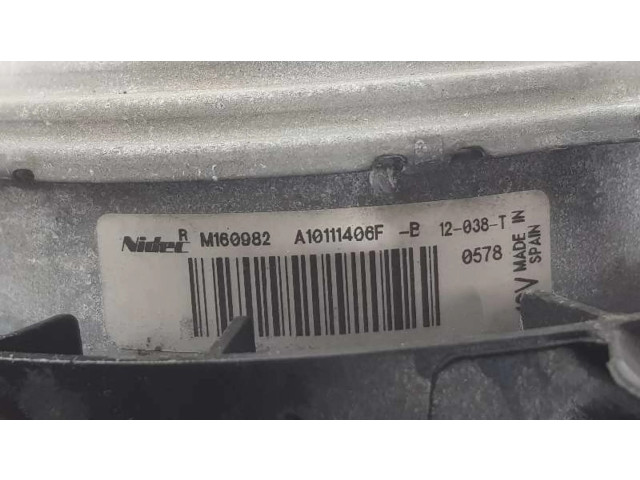 Nidec R M160982 A10111406F -B 12-038-T
0578
MADE IN
SPAIN